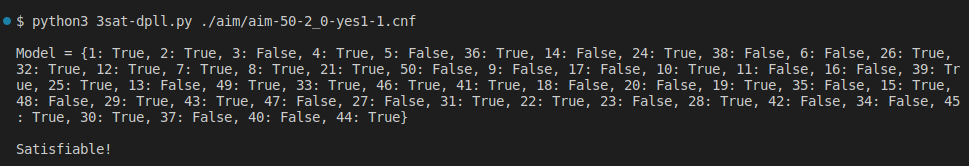 $ python3 3sat-dpll.py ./aim/aim-50-2_0-yes1-1.cnf
Model = {1: True, 2: True, 3: False, 4: True, 5: False, 36: True, 14: False, 24: True, 38: False, 6: False, 26: True,
32: True, 12: True, 7: True, 8: True, 21: True, 50: False, 9: False, 17: False, 10: True, 11: False, 16: False, 39: Tr
ue, 25: True, 13: False, 49: True, 33: True, 46: True, 41: True, 18: False, 20: False, 19: True, 35: False, 15: True,
48: False, 29: True, 43: True, 47: False, 27: False, 31: True, 22: True, 23: False, 28: True, 42: False, 34: False, 45
: True, 30: True, 37: False, 40: False, 44: True}
Satisfiable!